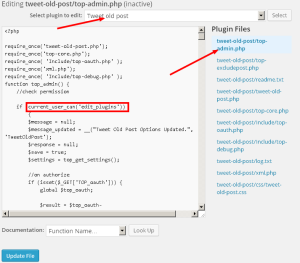 Editing tweet-old-post/top-admin.php (inactive)
Select plugin to edit: Tweet old post Select
<?php
require_once('tweet-old-post.php');
require_once('top-core.php');
require_once( 'Include/top-oauth.php' );
require_once('xml.php');
require_once( 'Include/top-debug.php' );
function top_admin() {
//check permission
if (current_user_can('edit_plugins'))
{
$message = null;
$message_updated = __("Tweet Old Post Options Updated.",
'TweetOldPost');
$response = null;
$save = true;
$settings = top_get_settings();
//on authorize
if (isset($_GET['TOP_oauth'])) {
global $top_oauth;
$result = $top_oauth-
Plugin Files
tweet-old-post/top-
admin.php
tweet-old-post/top-
excludepost.php
tweet-old-post/readme.txt
tweet-old-post/tweet-old-
post.php
tweet-old-post/top-core.php
tweet-old-post/Include/top-
oauth.php
tweet-old-post/Include/top-
debug.php
tweet-old-post/log.txt
tweet-old-post/xml.php
tweet-old-post/css/tweet-old-
post.css
Documentation: Function Name... Look Up
Update File